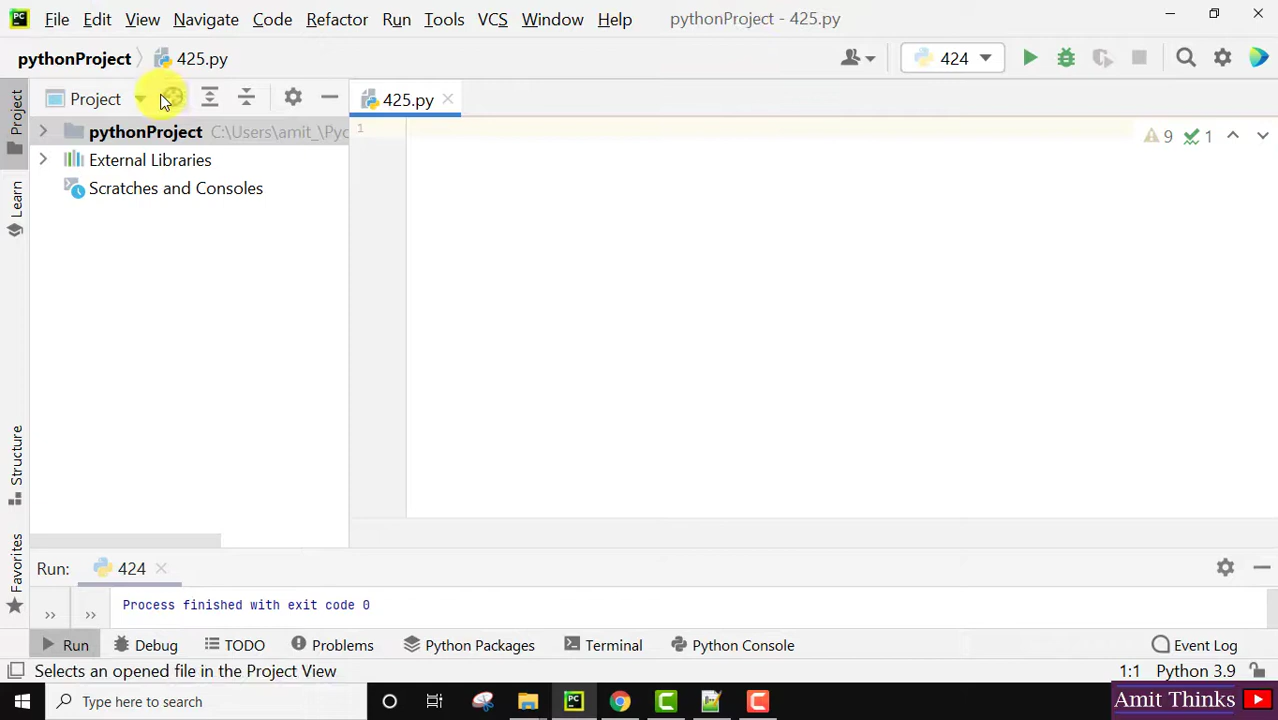 File Edit View Navigate Code Refactor Run Tools VCS Window Help pythonProject - 425.py
pythonProject 425.py 424
Project
425.py
1
9 1
pythonProject C:\Users\amit_\Pyc
External Libraries
Scratches and Consoles
Project
Learn
Structure
Favorites
Run: 424
Process finished with exit code 0
Run Debug TODO Problems Python Packages Terminal Python Console Event Log
Selects an opened file in the Project View 1:1 Python 3.9
Type here to search
Amit Thinks